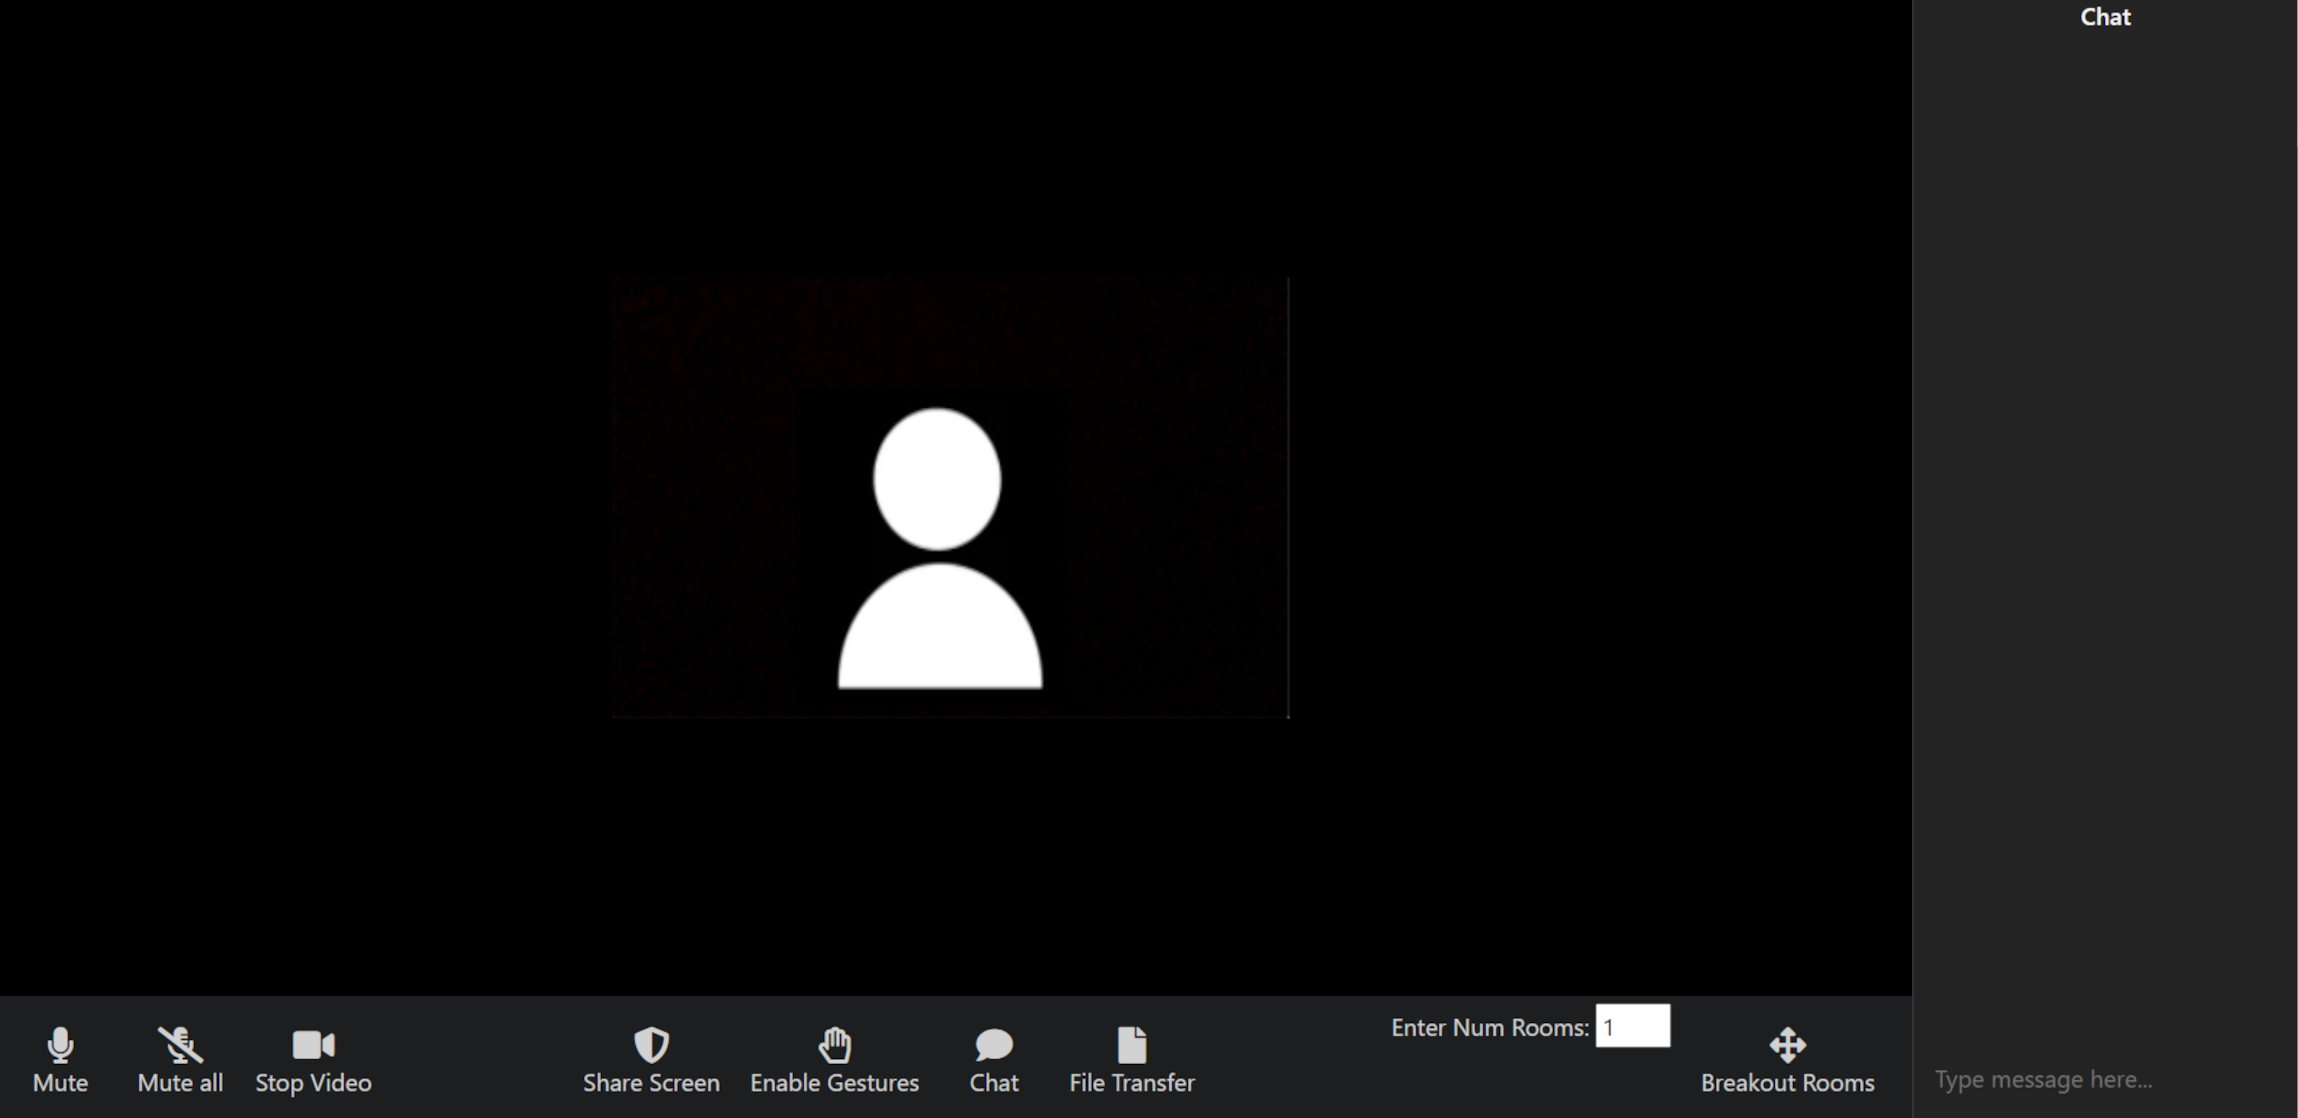 Chat
Enter Num Rooms: 1
Mute
Mute all
Stop Video
Share Screen
Enable Gestures
Chat
File Transfer
Breakout Rooms
Type message here...